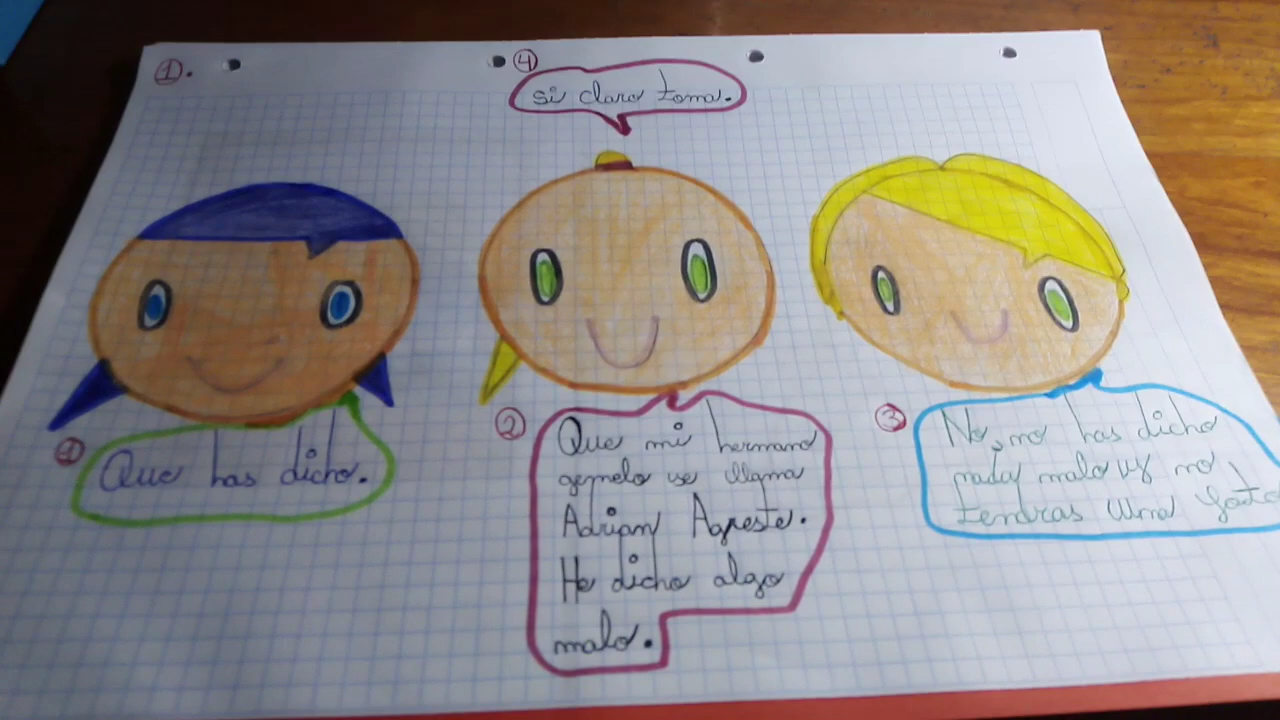 1.
1
Que has dicho.
2
Que mi hermano
gemelo se llama
Adrian Agreste.
He dicho algo
malo.
3
No, no has dicho
nada malo y no
tendras una foto
4
si claro toma.